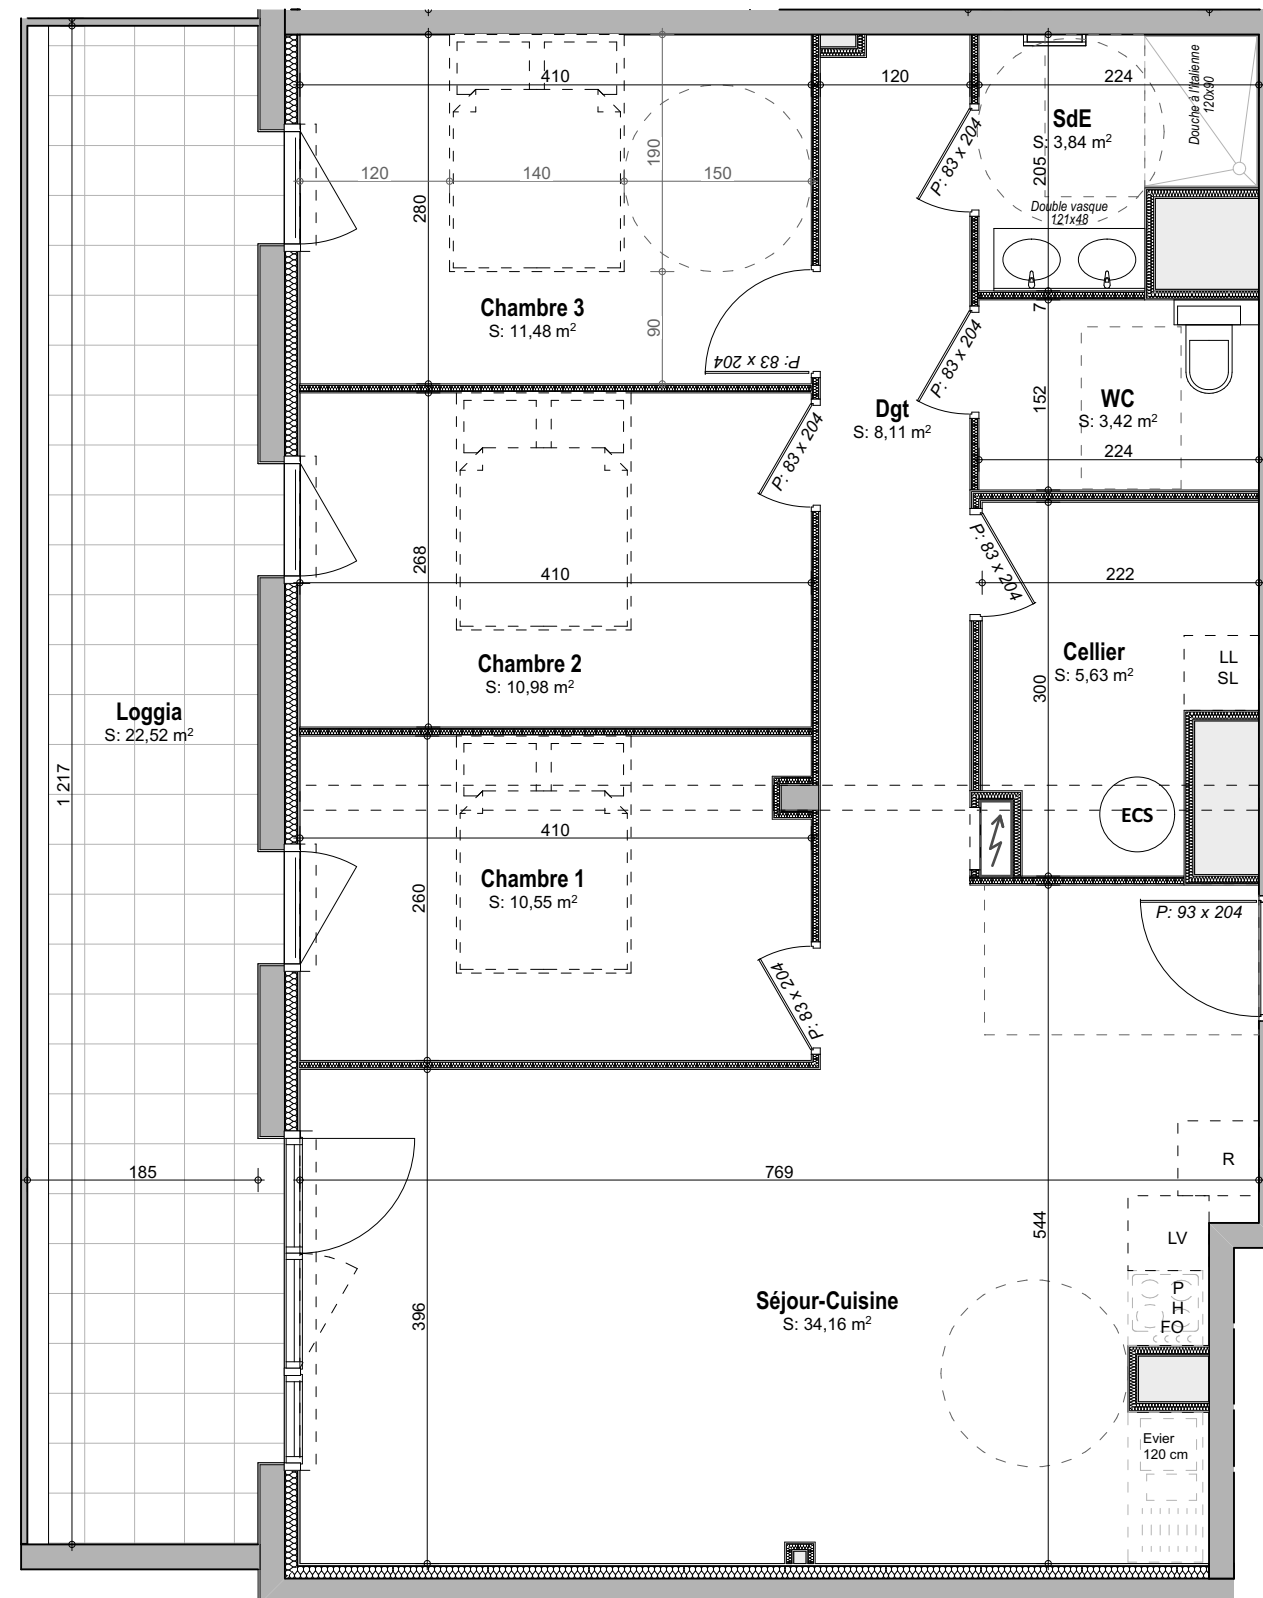 410
120
224
Douche à l'italienne
120x90
SdE
S: 3,84 m²
P: 83 x 204
205
190
120
140
150
280
Double vasque
121x48
Chambre 3
S: 11,48 m²
90
P: 83 x 204
7
P: 83 x 204
WC
S: 3,42 m²
152
224
Dgt
S: 8,11 m²
P: 83 x 204
268
410
P: 83 x 204
222
Chambre 2
S: 10,98 m²
Cellier
S: 5,63 m²
LL
SL
300
Loggia
S: 22,52 m²
1 217
ECS
410
Chambre 1
S: 10,55 m²
260
P: 93 x 204
P: 83 x 204
185
769
R
544
LV
396
Séjour-Cuisine
S: 34,16 m²
P
H
FO
Evier
120 cm